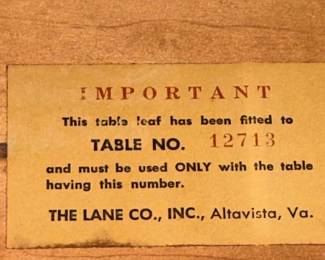 IMPORTANT
This table leaf has been fitted to
TABLE NO. 12713
and must be used ONLY with the table
having this number.
THE LANE CO., INC., Altavista, Va.